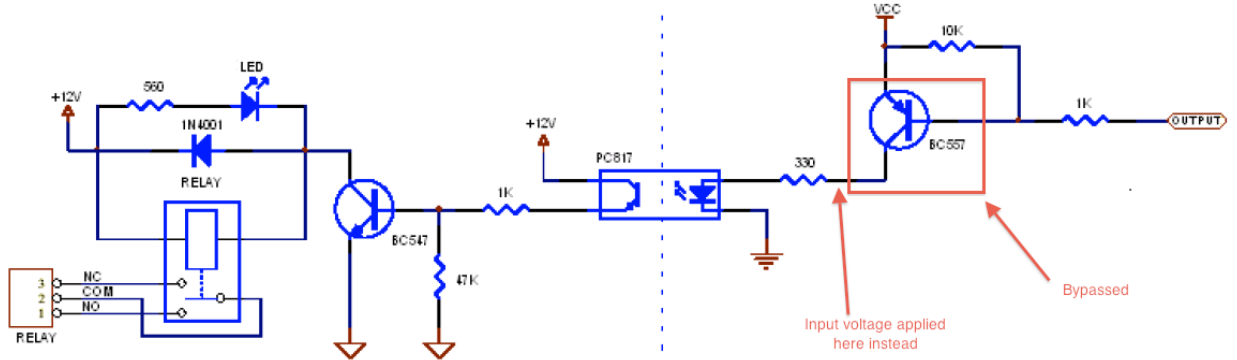 VCC
10K
LED
560
+12V
1N4001
+12V
1K
OUTPUT
BC557
PC817
330
RELAY
1K
BC547
47K
Bypassed
3 NC
2 COM
1 NO
RELAY
Input voltage applied
here instead